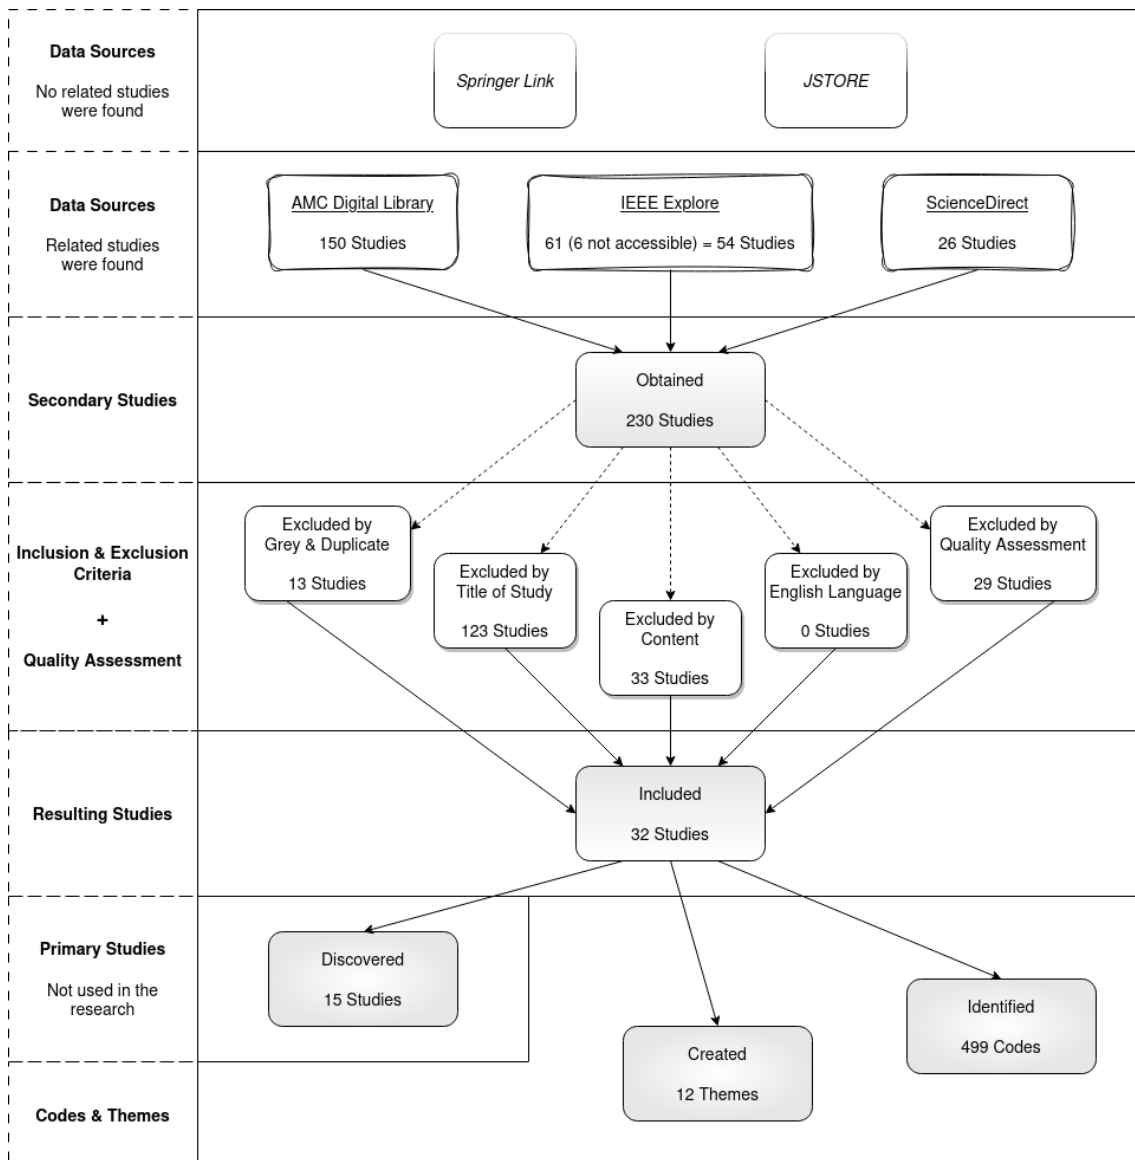 Data Sources
No related studies
were found
Springer Link
JSTORE
Data Sources
Related studies
were found
AMC Digital Library
150 Studies
IEEE Explore
61 (6 not accessible) = 54 Studies
ScienceDirect
26 Studies
Secondary Studies
Obtained
230 Studies
Inclusion & Exclusion
Criteria
+
Quality Assessment
Excluded by
Grey & Duplicate
13 Studies
Excluded by
Title of Study
123 Studies
Excluded by
Content
33 Studies
Excluded by
English Language
0 Studies
Excluded by
Quality Assessment
29 Studies
Resulting Studies
Included
32 Studies
Primary Studies
Not used in the
research
Discovered
15 Studies
Identified
499 Codes
Codes & Themes
Created
12 Themes